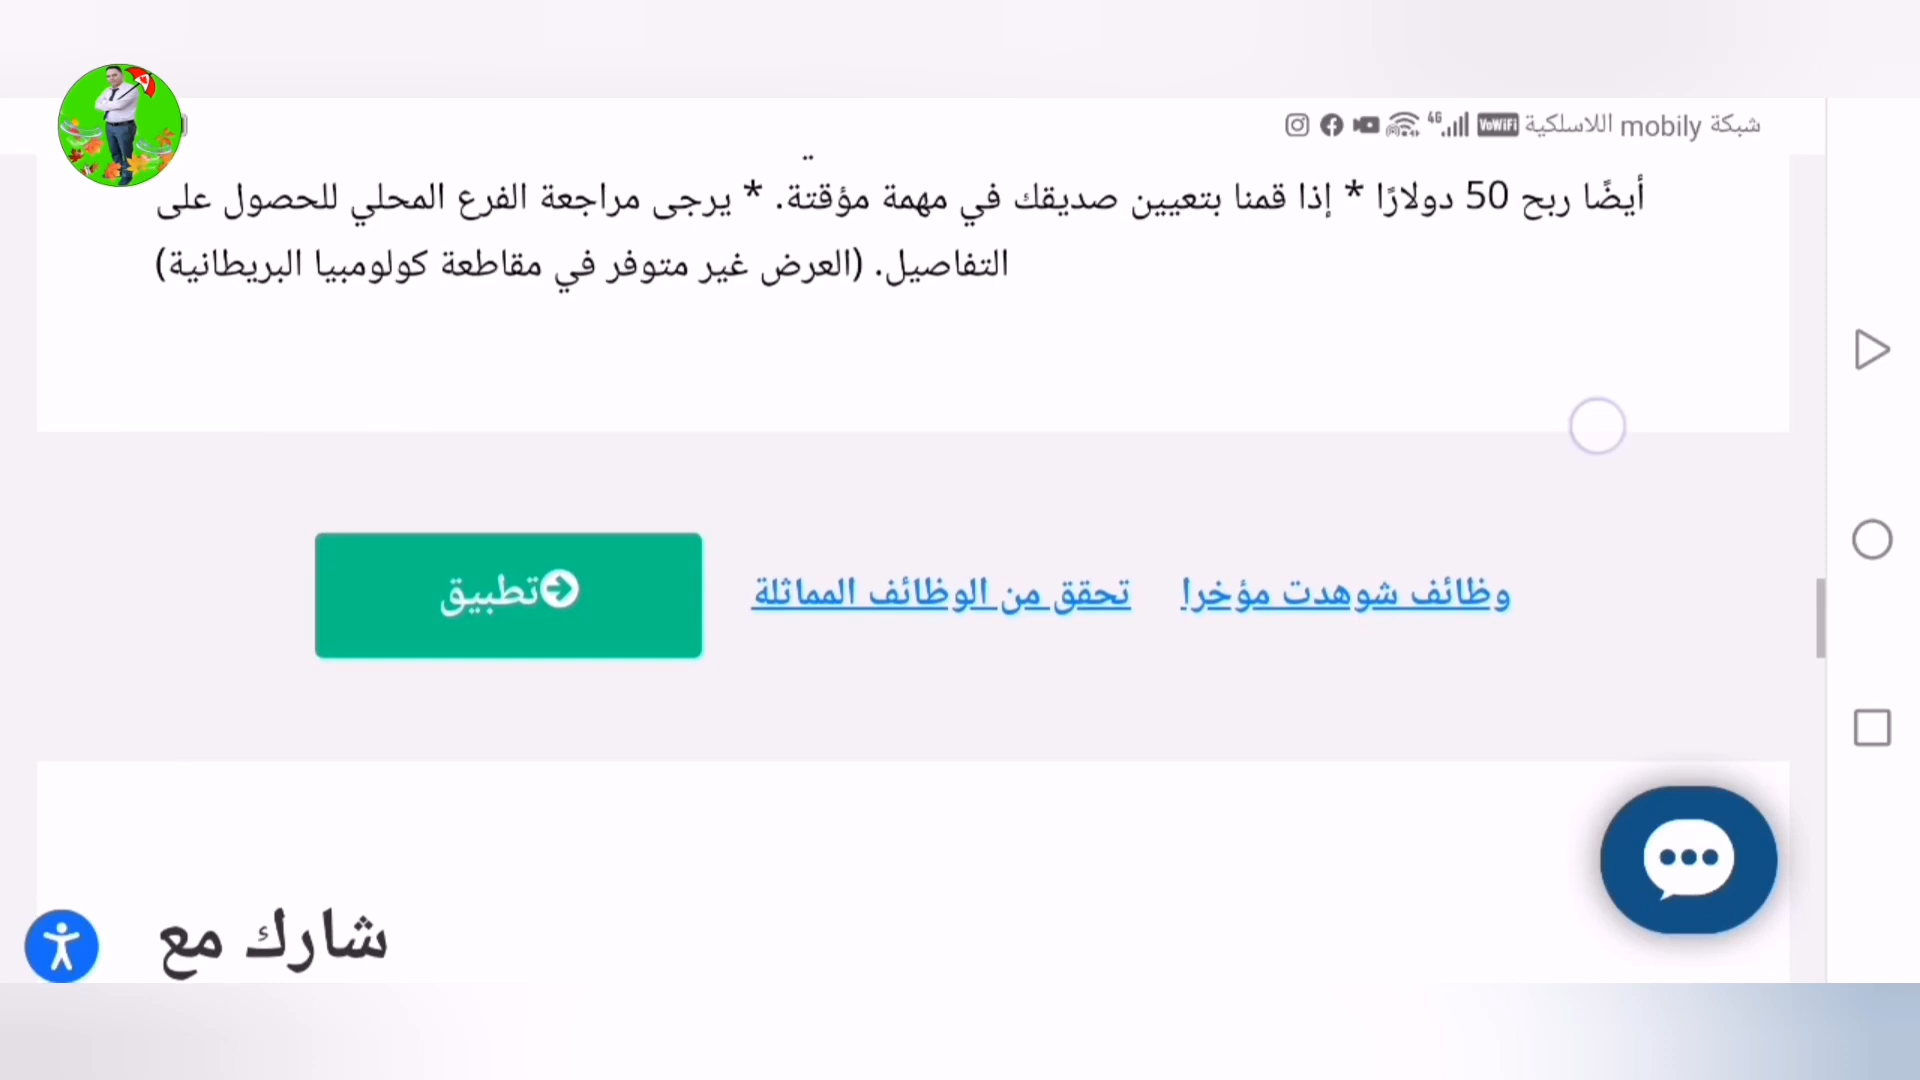 شبكة mobily اللاسلكية VoWiFi 4G
أيضًا ربح 50 دولارًا * إذا قمنا بتعيين صديقك في مهمة مؤقتة. * يرجى مراجعة الفرع المحلي للحصول على
التفاصيل. (العرض غير متوفر في مقاطعة كولومبيا البريطانية)
وظائف شوهدت مؤخرا تحقق من الوظائف المماثلة تطبيق
شارك مع